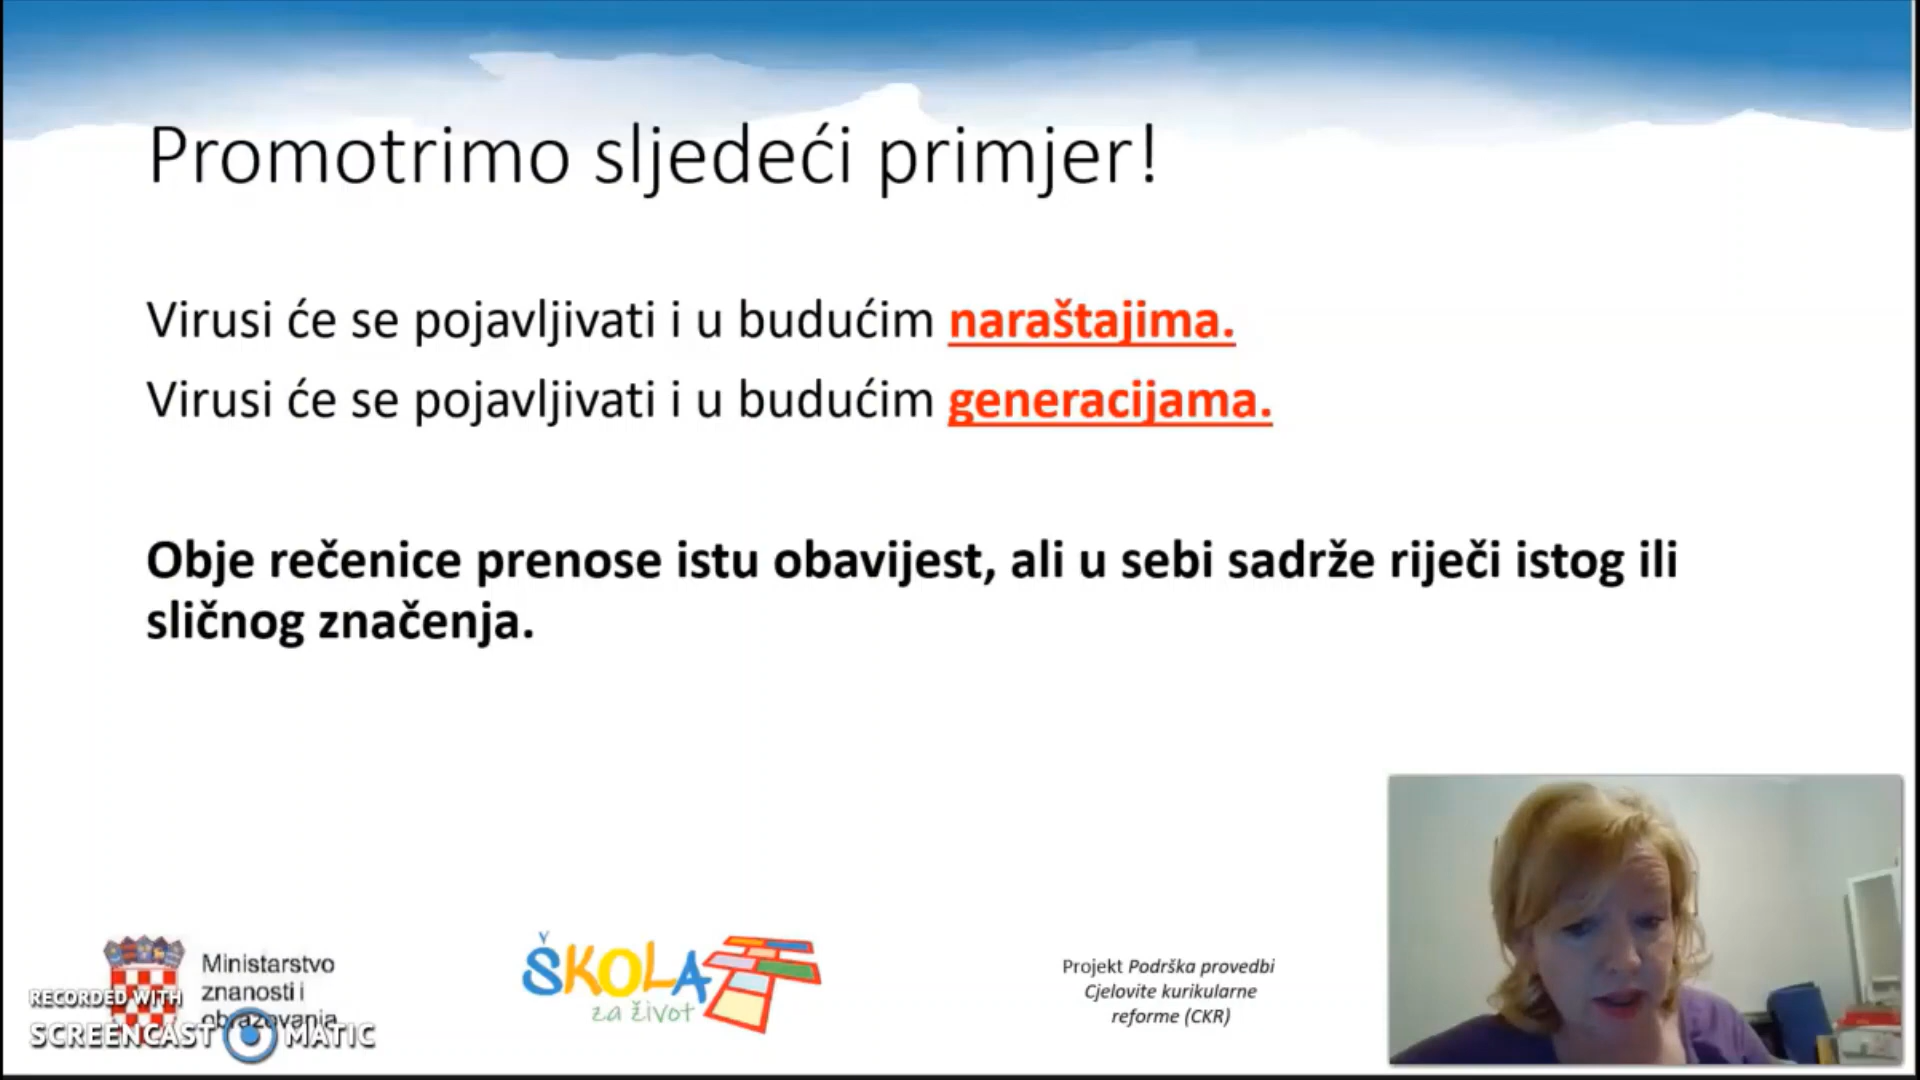 Promotrimo sljedeći primjer!
Virusi će se pojavljivati i u budućim naraštajima.
Virusi će se pojavljivati i u budućim generacijama.
Obje rečenice prenose istu obavijest, ali u sebi sadrže riječi istog ili
sličnog značenja.
Ministarstvo
znanosti i
obrazovanja
RECORDED WITH
SCREENCAST MATIC
ŠKOLA
za život
Projekt Podrška provedbi
Cjelovite kurikularne
reforme (CKR)